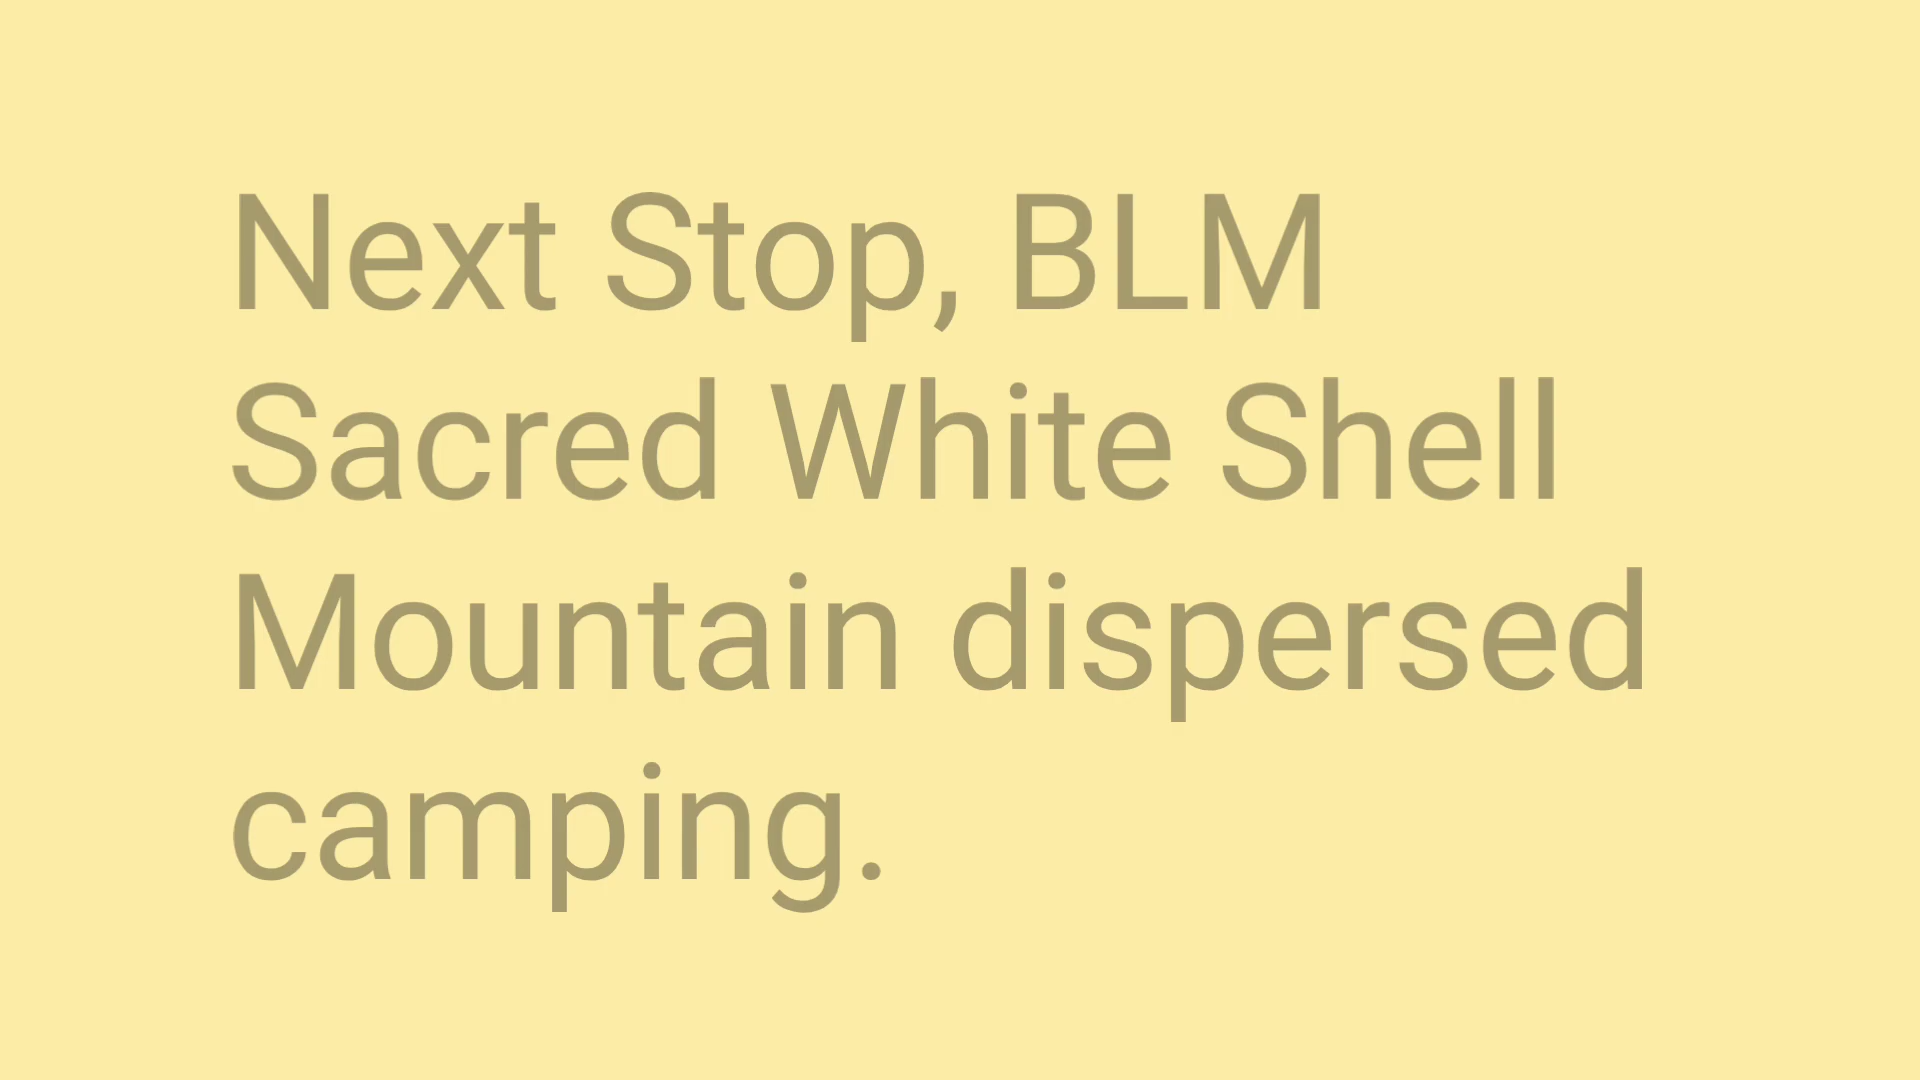 Next Stop, BLM
Sacred White Shell
Mountain dispersed
camping.